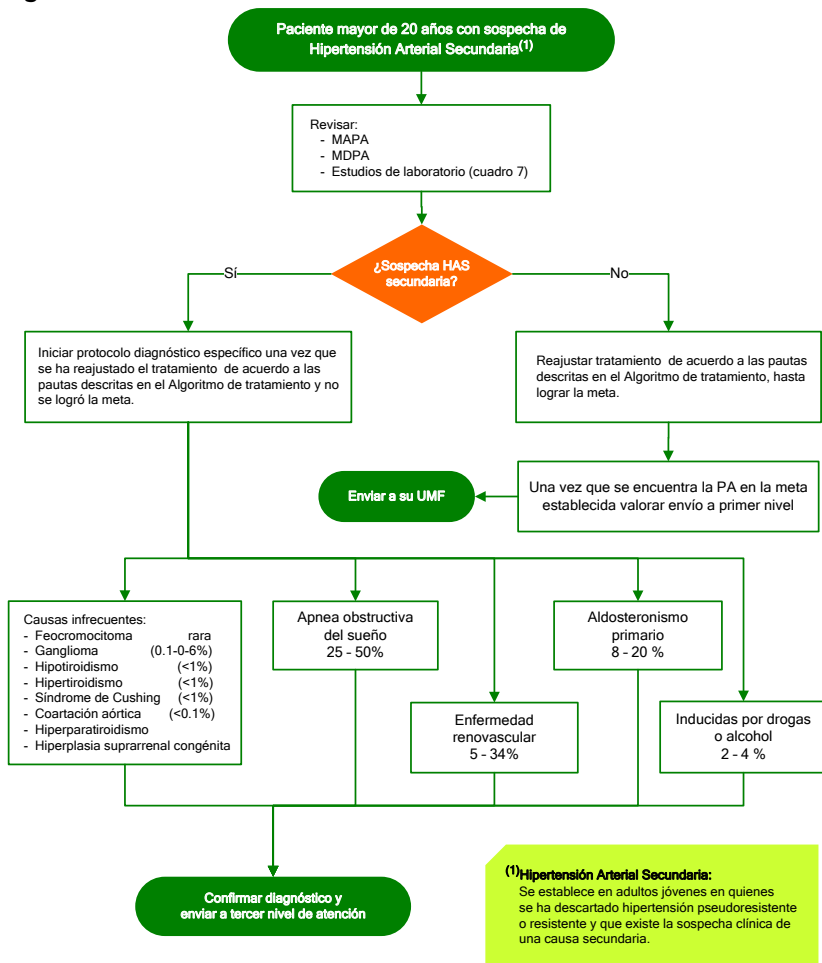 Paciente mayor de 20 años con sospecha de
Hipertensión Arterial Secundaria(1)
Revisar:
- MAPA
- MDPA
- Estudios de laboratorio (cuadro 7)
¿Sospecha HAS
secundaria?
Sí
No
Iniciar protocolo diagnóstico específico una vez que
se ha reajustado el tratamiento de acuerdo a las
pautas descritas en el Algoritmo de tratamiento y no
se logró la meta.
Reajustar tratamiento de acuerdo a las pautas
descritas en el Algoritmo de tratamiento, hasta
lograr la meta.
Enviar a su UMF
Una vez que se encuentra la PA en la meta
establecida valorar envío a primer nivel
Causas infrecuentes:
- Feocromocitoma rara
- Ganglioma (0.1-0-6%)
- Hipotiroidismo (<1%)
- Hipertiroidismo (<1%)
- Síndrome de Cushing (<1%)
- Coartación aórtica (<0.1%)
- Hiperparatiroidismo
- Hiperplasia suprarrenal congénita
Apnea obstructiva
del sueño
25 - 50%
Enfermedad
renovascular
5 - 34%
Aldosteronismo
primario
8 - 20 %
Inducidas por drogas
o alcohol
2 - 4 %
Confirmar diagnóstico y
enviar a tercer nivel de atención
(1)Hipertensión Arterial Secundaria:
Se establece en adultos jóvenes en quienes
se ha descartado hipertensión pseudoresistente
o resistente y que existe la sospecha clínica de
una causa secundaria.